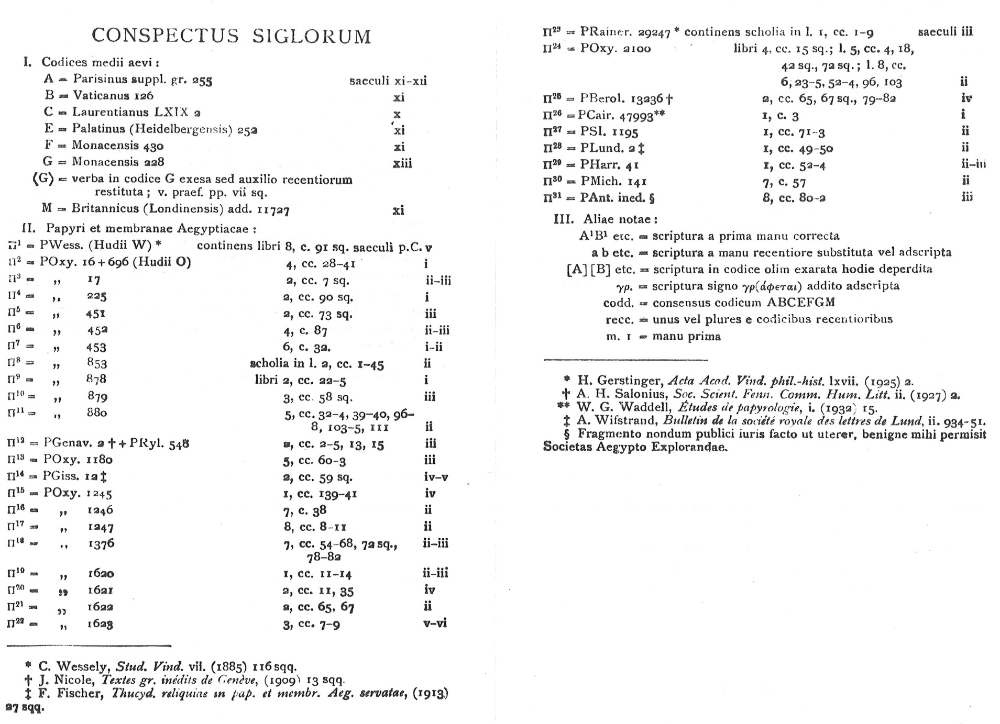 CONSPECTUS SIGLORUM
I. Codices medii aevi :
A = Parisinus suppl. gr. 255 saeculi xi–xii
B = Vaticanus 126 xi
C = Laurentianus LXIX 2 x
E = Palatinus (Heidelbergensis) 252 xi
F = Monacensis 430 xi
G = Monacensis 228 xiii
⟨G⟩ = verba in codice G exesa sed auxilio recentiorum
restituta ; v. praef. pp. vii sq.
M = Britannicus (Londinensis) add. 11727 xi
II. Papyri et membranae Aegyptiacae :
Π¹ = PWess. (Hudii W) * continens libri 8, c. 91 sq. saeculi p.C. v
Π² = POxy. 16 + 696 (Hudii O) 4, cc. 28–41 i
Π³ = ,, 17 2, cc. 7 sq. ii–iii
Π⁴ = ,, 225 2, cc. 90 sq. i
Π⁵ = ,, 451 2, cc. 73 sq. iii
Π⁶ = ,, 452 4, c. 87 ii–iii
Π⁷ = ,, 453 6, c. 32. i–ii
Π⁸ = ,, 853 scholia in l. 2, cc. 1–45 ii
Π⁹ = ,, 878 libri 2, cc. 22–5 i
Π¹⁰ = ,, 879 3, cc. 58 sq. iii
Π¹¹ = ,, 880 5, cc. 32–4, 39–40, 96–
8, 103–5, 111 ii
Π¹² = PGenav. 2 † + PRyl. 548 2, cc. 2–5, 13, 15 iii
Π¹³ = POxy. 1180 5, cc. 60–3 iii
Π¹⁴ = PGiss. 12 ‡ 2, cc. 59 sq. iv–v
Π¹⁵ = POxy. 1245 1, cc. 139–41 iv
Π¹⁶ = ,, 1246 7, c. 38 ii
Π¹⁷ = ,, 1247 8, cc. 8–11 ii
Π¹⁸ = ,, 1376 7, cc. 54–68, 72 sq., ii–iii
78–82
Π¹⁹ = ,, 1620 1, cc. 11–14 ii–iii
Π²⁰ = ,, 1621 2, cc. 11, 35 iv
Π²¹ = ,, 1622 2, cc. 65, 67 ii
Π²² = ,, 1623 3, cc. 7–9 v–vi
* C. Wessely, Stud. Vind. vii. (1885) 116 sqq.
† J. Nicole, Textes gr. inédits de Genève, (1909) 13 sqq.
‡ F. Fischer, Thucyd. reliquiae in pap. et membr. Aeg. servatae, (1913)
27 sqq.
Π²³ = PRainer. 29247 * continens scholia in l. 1, cc. 1–9 saeculi iii
Π²⁴ = POxy. 2100 libri 4, cc. 15 sq.; l. 5, cc. 4, 18,
42 sq., 72 sq. ; l. 8, cc.
6, 23–5, 52–4, 96, 103 ii
Π²⁵ = PBerol. 13236 † 2, cc. 65, 67 sq., 79–82 iv
Π²⁶ = PCair. 47993** 1, c. 3 i
Π²⁷ = PSI. 1195 1, cc. 71–3 ii
Π²⁸ = PLund. 2 ‡ 1, cc. 49–50 ii
Π²⁹ = PHarr. 41 1, cc. 52–4 ii–iii
Π³⁰ = PMich. 141 7, c. 57 ii
Π³¹ = PAnt. ined. § 8, cc. 80–2 iii
III. Aliae notae :
A¹B¹ etc. = scriptura a prima manu correcta
a b etc. = scriptura a manu recentiore substituta vel adscripta
[A] [B] etc. = scriptura in codice olim exarata hodie deperdita
γρ. = scriptura signo γρ(άφεται) addito adscripta
codd. = consensus codicum ABCEFGM
recc. = unus vel plures e codicibus recentioribus
m. 1 = manu prima
* H. Gerstinger, Acta Acad. Vind. phil.-hist. lxvii. (1925) 2.
† A. H. Salonius, Soc. Scient. Fenn. Comm. Hum. Litt. ii. (1927) 2.
** W. G. Waddell, Études de papyrologie, i. (1932) 15.
‡ A. Wifstrand, Bulletin de la société royale des lettres de Lund, ii. 934–51.
§ Fragmento nondum publici iuris facto ut uterer, benigne mihi permisit
Societas Aegypto Explorandae.